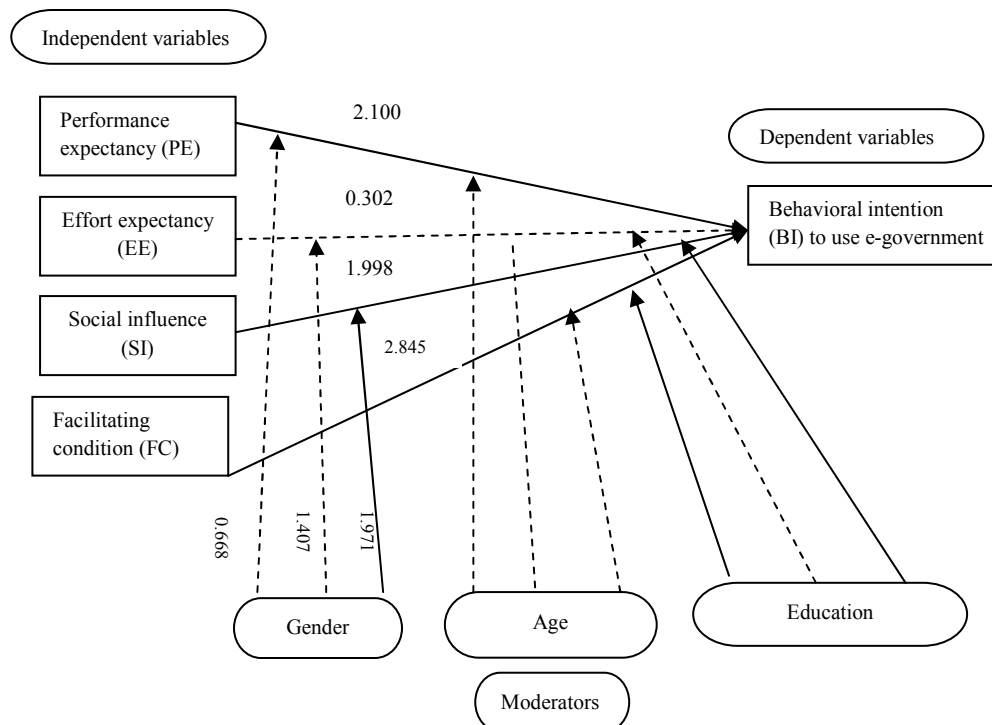 Independent variables
Performance
expectancy (PE)
2.100
Dependent variables
Effort expectancy
(EE)
0.302
Behavioral intention
(BI) to use e-government
1.998
Social influence
(SI)
2.845
Facilitating
condition (FC)
0.668
1.407
1.971
Gender
Age
Education
Moderators